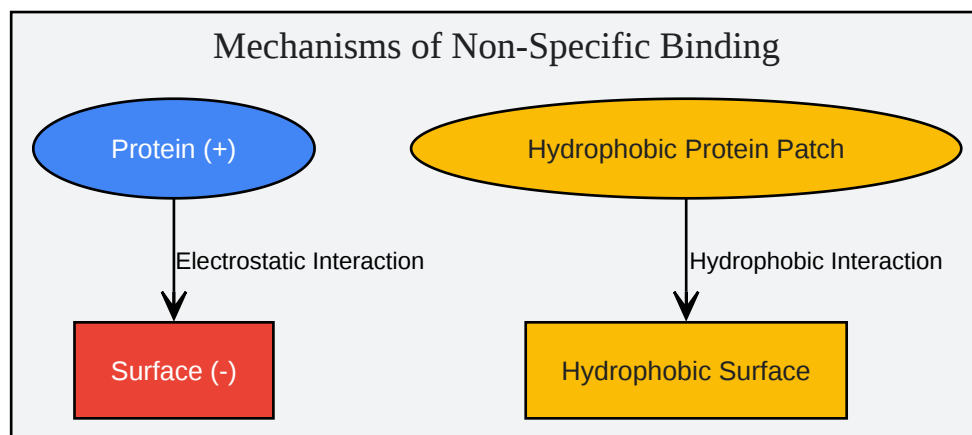 Mechanisms of Non-Specific Binding
Protein (+)
Hydrophobic Protein Patch
Electrostatic Interaction
Hydrophobic Interaction
Surface (-)
Hydrophobic Surface